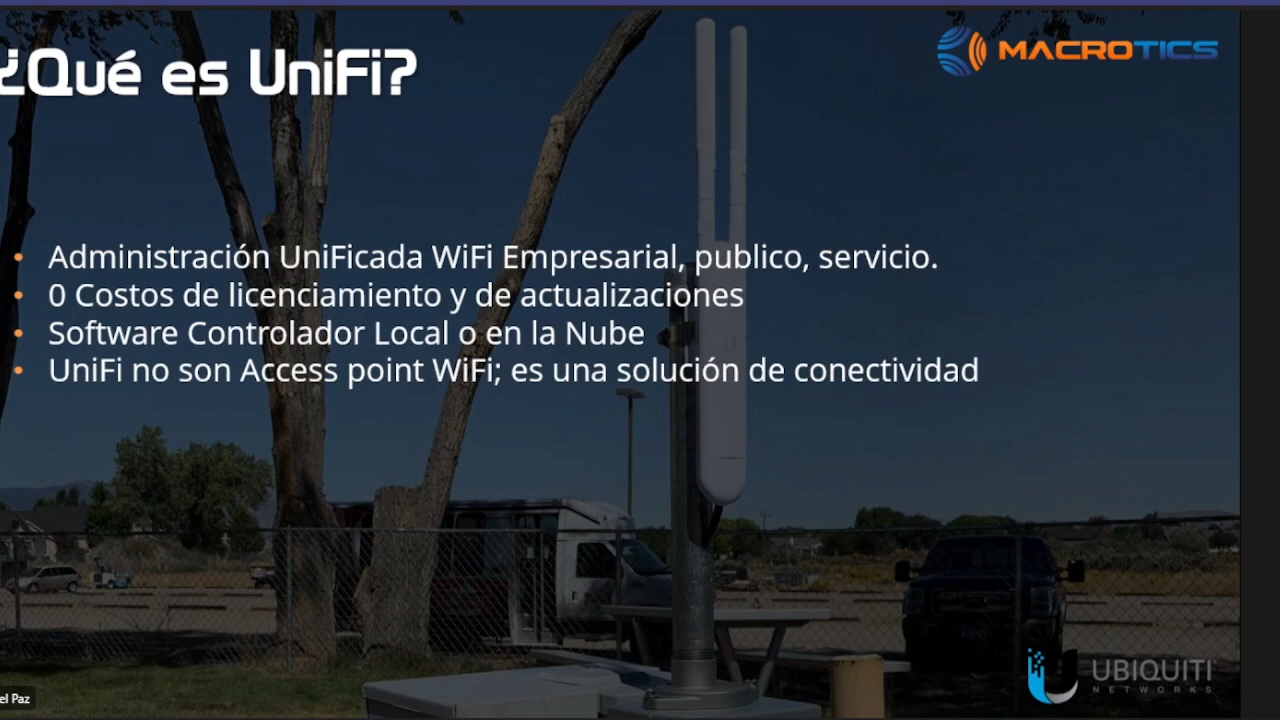 ¿Qué es UniFi?
MACROTICS
Administración UniFicada WiFi Empresarial, publico, servicio.
0 Costos de licenciamiento y de actualizaciones
Software Controlador Local o en la Nube
UniFi no son Access point WiFi; es una solución de conectividad
UBIQUITI
NETWORKS
el Paz